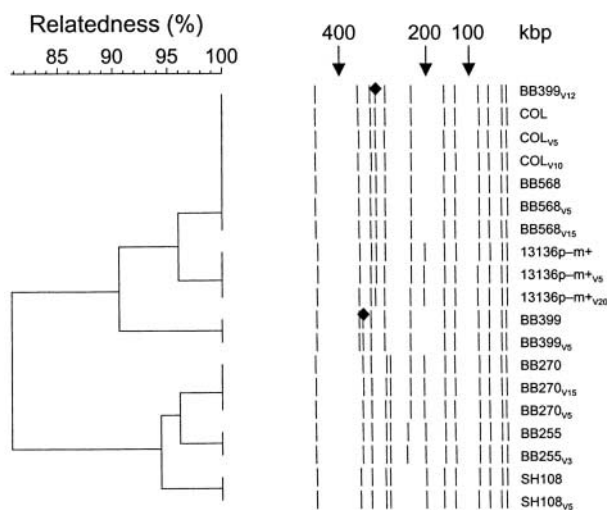 Relatedness (%)
85 90 95 100
400 200 100 kbp
BB399V12
COL
COLV5
COLV10
BB568
BB568V5
BB568V15
13136p–m+
13136p–m+V5
13136p–m+V20
BB399
BB399V5
BB270
BB270V15
BB270V5
BB255
BB255V3
SH108
SH108V5